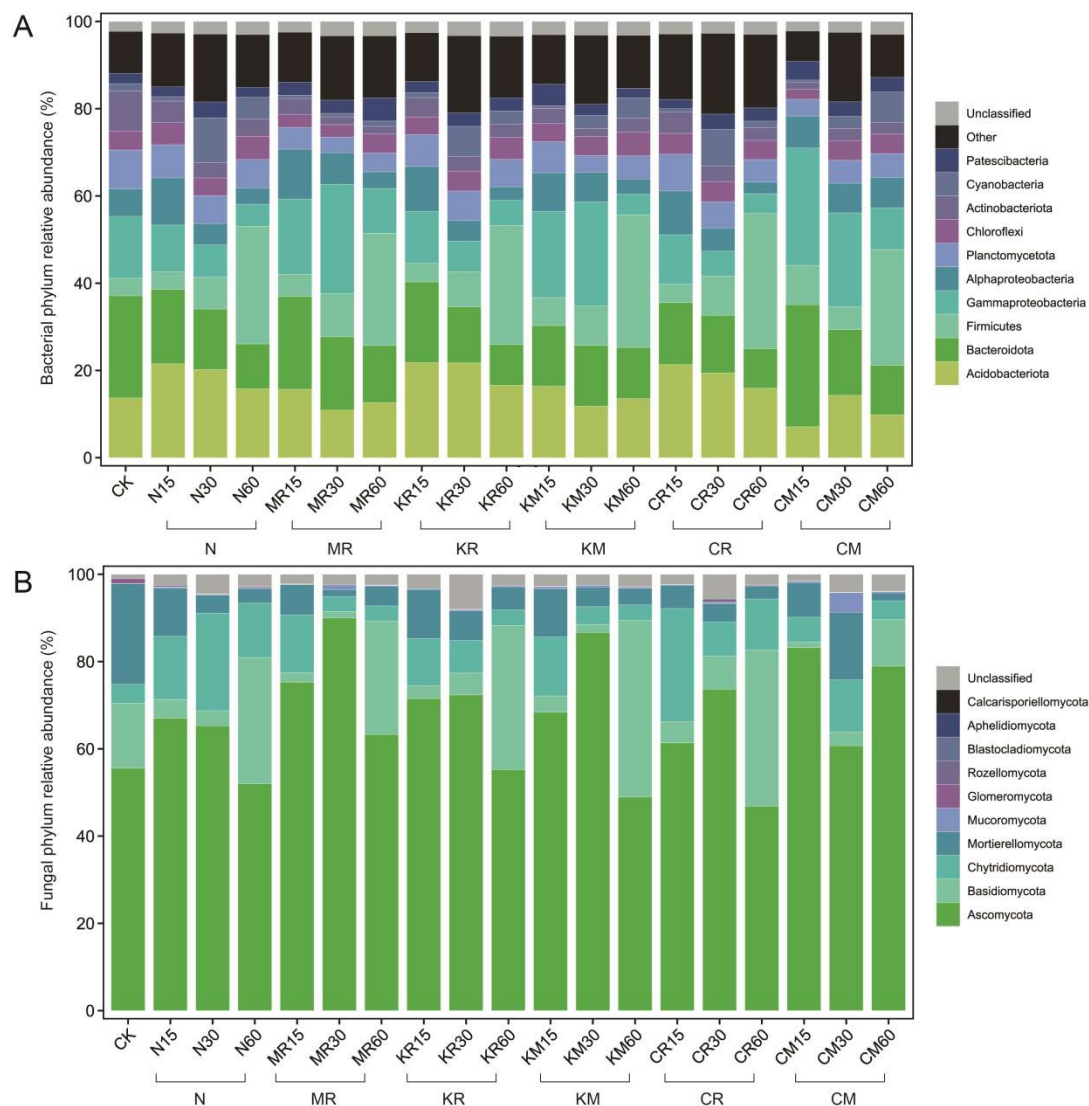 A
Bacterial phylum relative abundance (%)
100
80
60
40
20
0
CK N15 N30 N60 MR15 MR30 MR60 KR15 KR30 KR60 KM15 KM30 KM60 CR15 CR30 CR60 CM15 CM30 CM60
N MR KR KM CR CM
Unclassified
Other
Patescibacteria
Cyanobacteria
Actinobacteriota
Chloroflexi
Planctomycetota
Alphaproteobacteria
Gammaproteobacteria
Firmicutes
Bacteroidota
Acidobacteriota
B
Fungal phylum relative abundance (%)
100
80
60
40
20
0
CK N15 N30 N60 MR15 MR30 MR60 KR15 KR30 KR60 KM15 KM30 KM60 CR15 CR30 CR60 CM15 CM30 CM60
N MR KR KM CR CM
Unclassified
Calcarisporiellomycota
Aphelidiomycota
Blastocladiomycota
Rozellomycota
Glomeromycota
Mucoromycota
Mortierellomycota
Chytridiomycota
Basidiomycota
Ascomycota